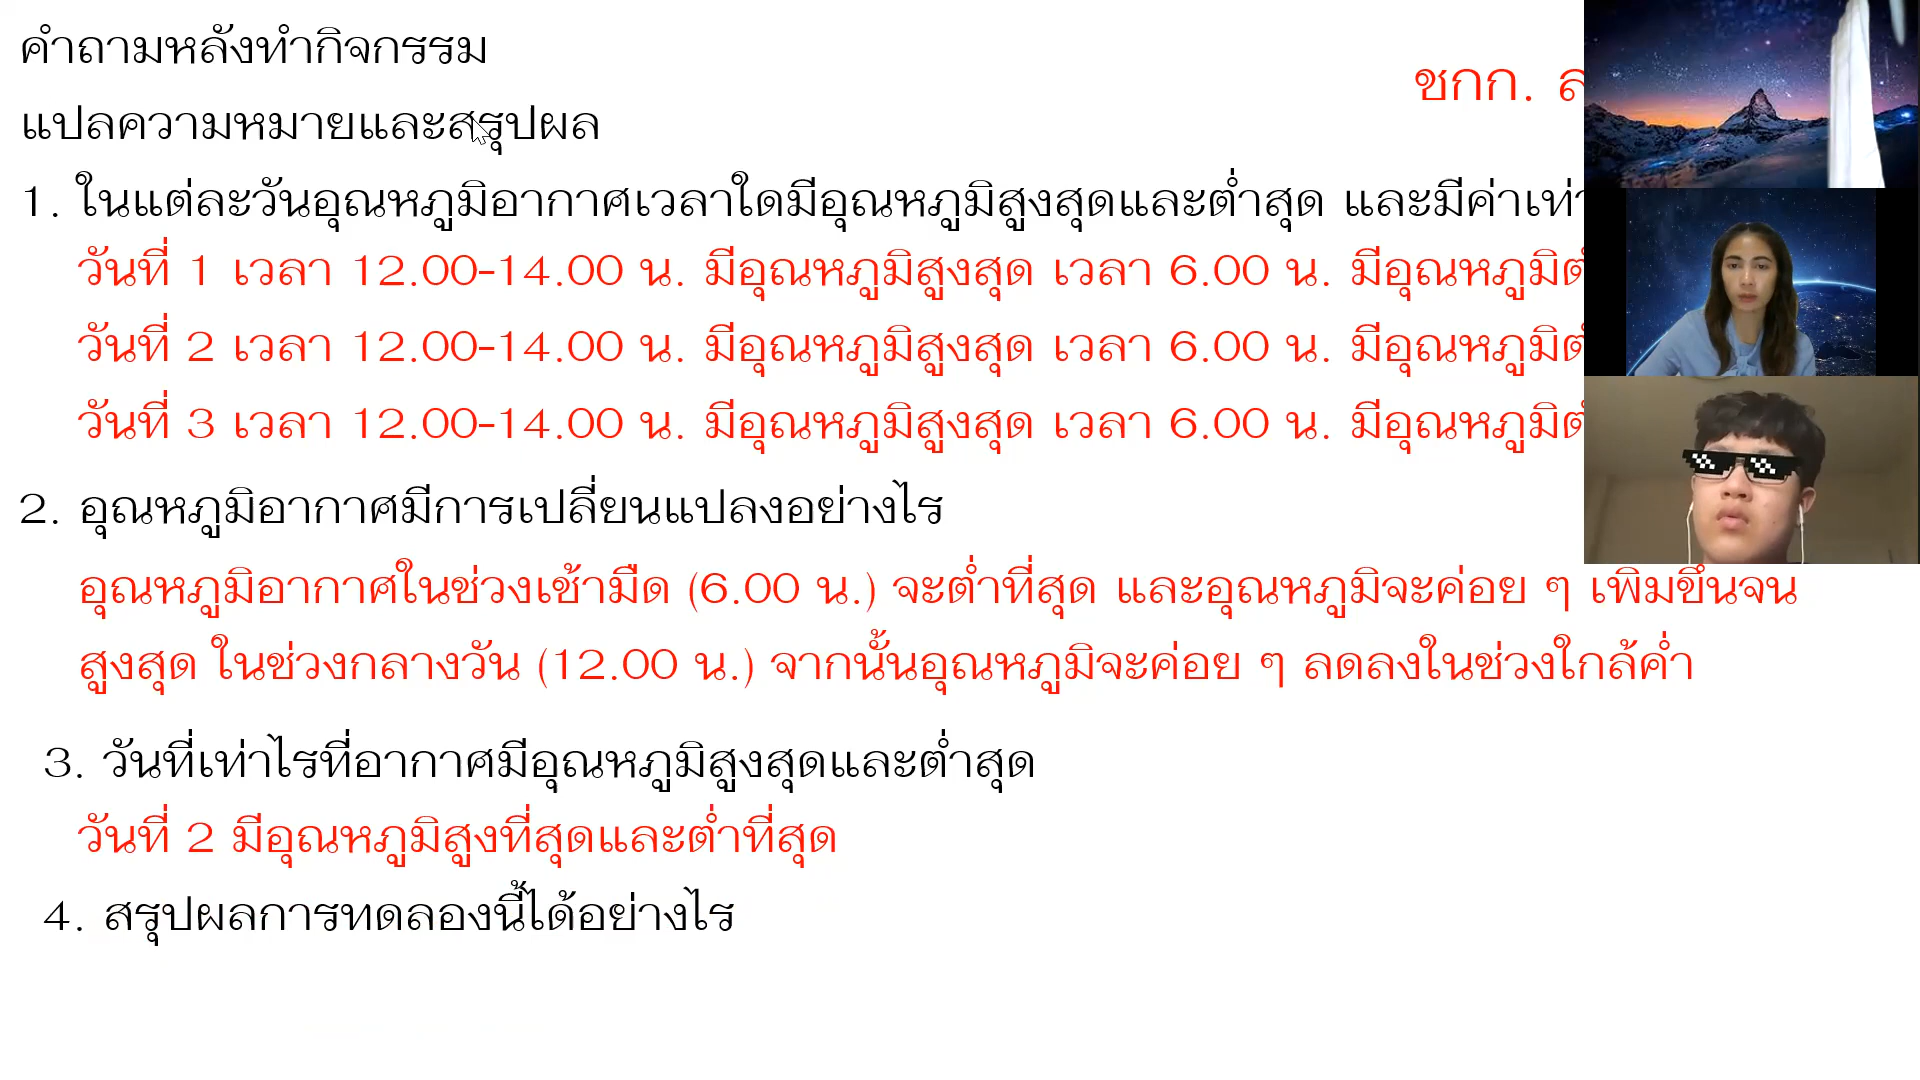 คำถามหลังทำกิจกรรม
ชกก.
แปลความหมายและสรุปผล
1. ในแต่ละวันอุณหภูมิอากาศเวลาใดมีอุณหภูมิสูงสุดและต่ำสุด และมีค่า
วันที่ 1 เวลา 12.00-14.00 น. มีอุณหภูมิสูงสุด เวลา 6.00 น. มีอุณหภูมิ
วันที่ 2 เวลา 12.00-14.00 น. มีอุณหภูมิสูงสุด เวลา 6.00 น. มีอุณหภูมิ
วันที่ 3 เวลา 12.00-14.00 น. มีอุณหภูมิสูงสุด เวลา 6.00 น. มีอุณหภูมิ
2. อุณหภูมิอากาศมีการเปลี่ยนแปลงอย่างไร
อุณหภูมิอากาศในช่วงเช้ามืด (6.00 น.) จะต่ำที่สุด และอุณหภูมิจะค่อย ๆ เพิ่มขึ้นจน
สูงสุด ในช่วงกลางวัน (12.00 น.) จากนั้นอุณหภูมิจะค่อย ๆ ลดลงในช่วงใกล้ค่ำ
3. วันที่เท่าไรที่อากาศมีอุณหภูมิสูงสุดและต่ำสุด
วันที่ 2 มีอุณหภูมิสูงที่สุดและต่ำที่สุด
4. สรุปผลการทดลองนี้ได้อย่างไร